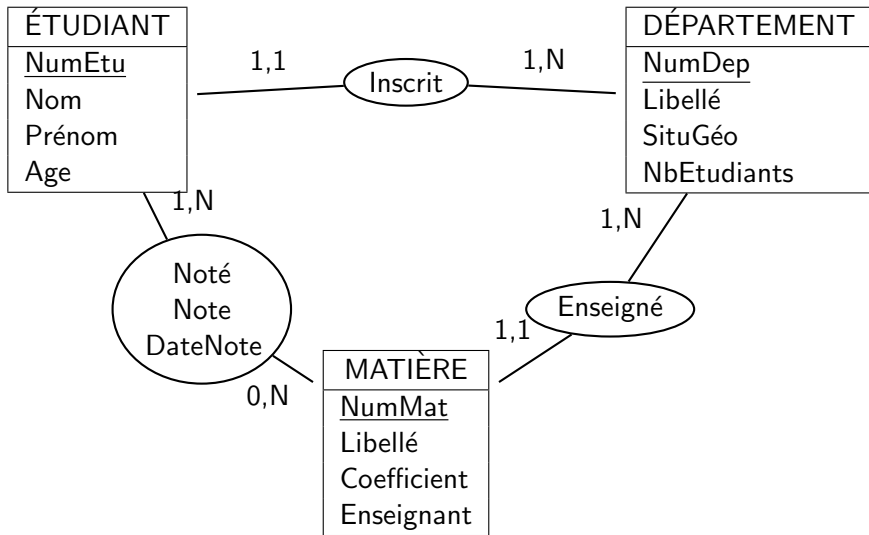 ÉTUDIANT
NumEtu
Nom
Prénom
Age
1,1
Inscrit
1,N
DÉPARTEMENT
NumDep
Libellé
SituGéo
NbEtudiants
1,N
Noté
Note
DateNote
0,N
1,N
Enseigné
1,1
MATIÈRE
NumMat
Libellé
Coefficient
Enseignant